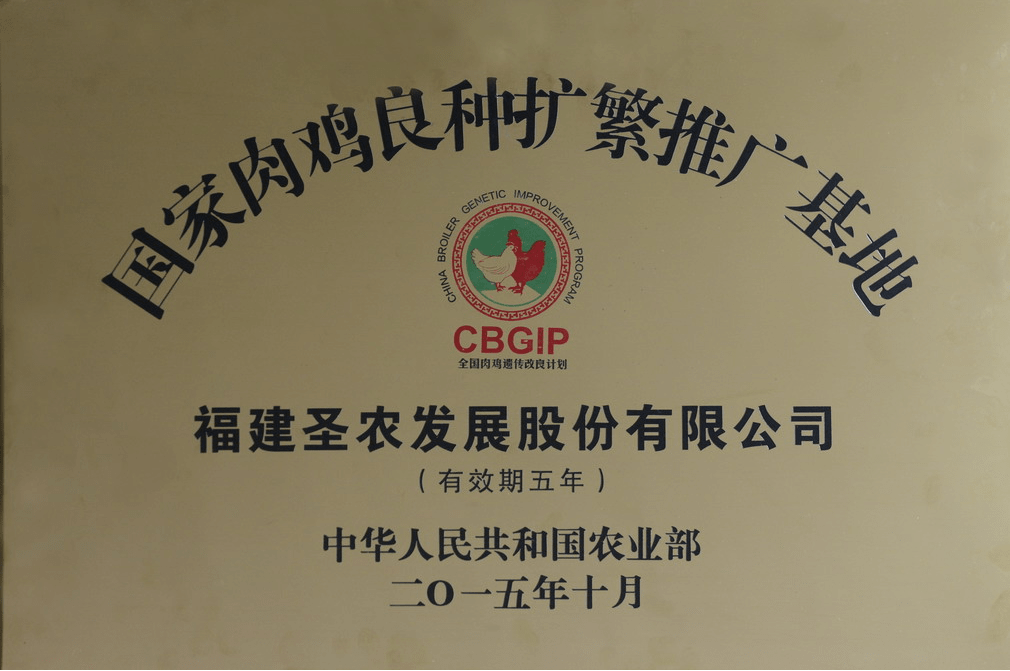 国家肉鸡良种扩繁推广基地
CHINA BROILER GENETIC IMPROVEMENT PROGRAM
CBGIP
全国肉鸡遗传改良计划
福建圣农发展股份有限公司
（有效期五年）
中华人民共和国农业部
二〇一五年十月